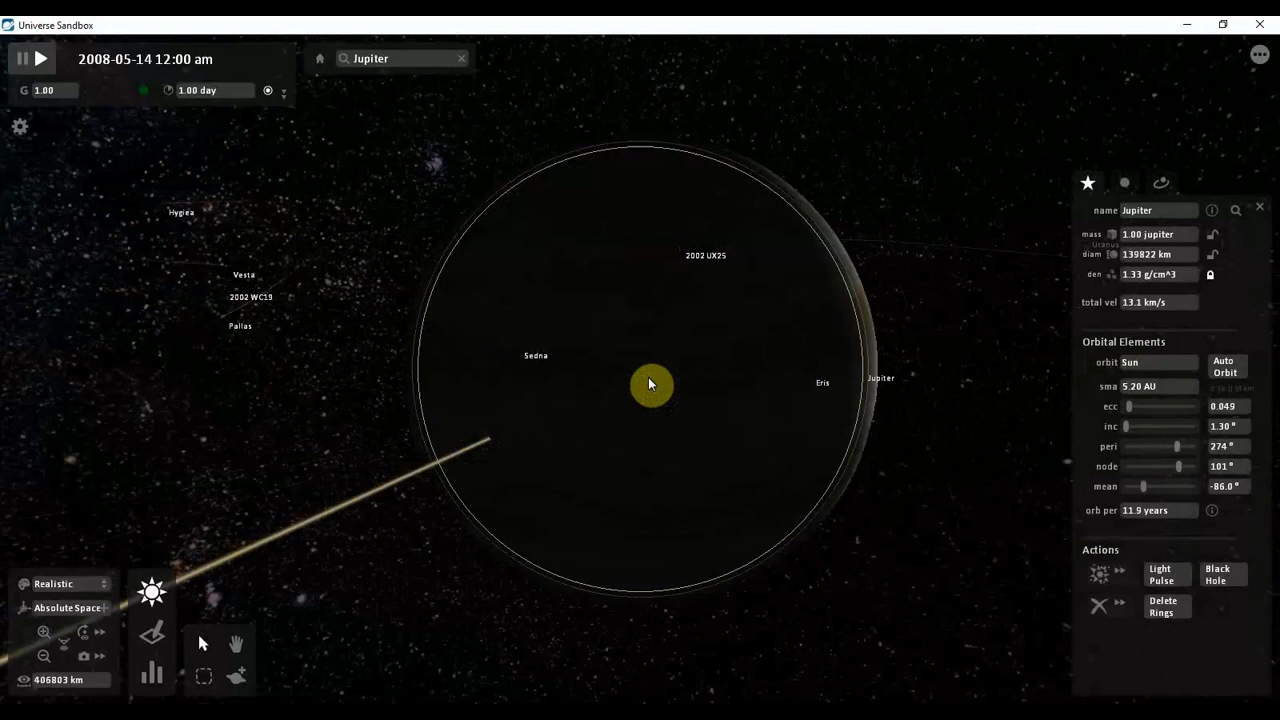 Universe Sandbox
2008-05-14 12:00 am
Jupiter
G 1.00
1.00 day
Hygiea
Vesta
2002 WC19
Pallas
2002 UX25
Sedna
Eris
Jupiter
name Jupiter
mass 1.00 jupiter
Uranus
diam 139822 km
den 1.33 g/cm^3
total vel 13.1 km/s
Orbital Elements
orbit Sun
Auto Orbit
sma 5.20 AU
ecc 0.049
inc 1.30°
peri 274°
node 101°
mean -86.0°
orb per 11.9 years
Actions
Light Pulse
Black Hole
Delete Rings
Realistic
Absolute Space
406803 km